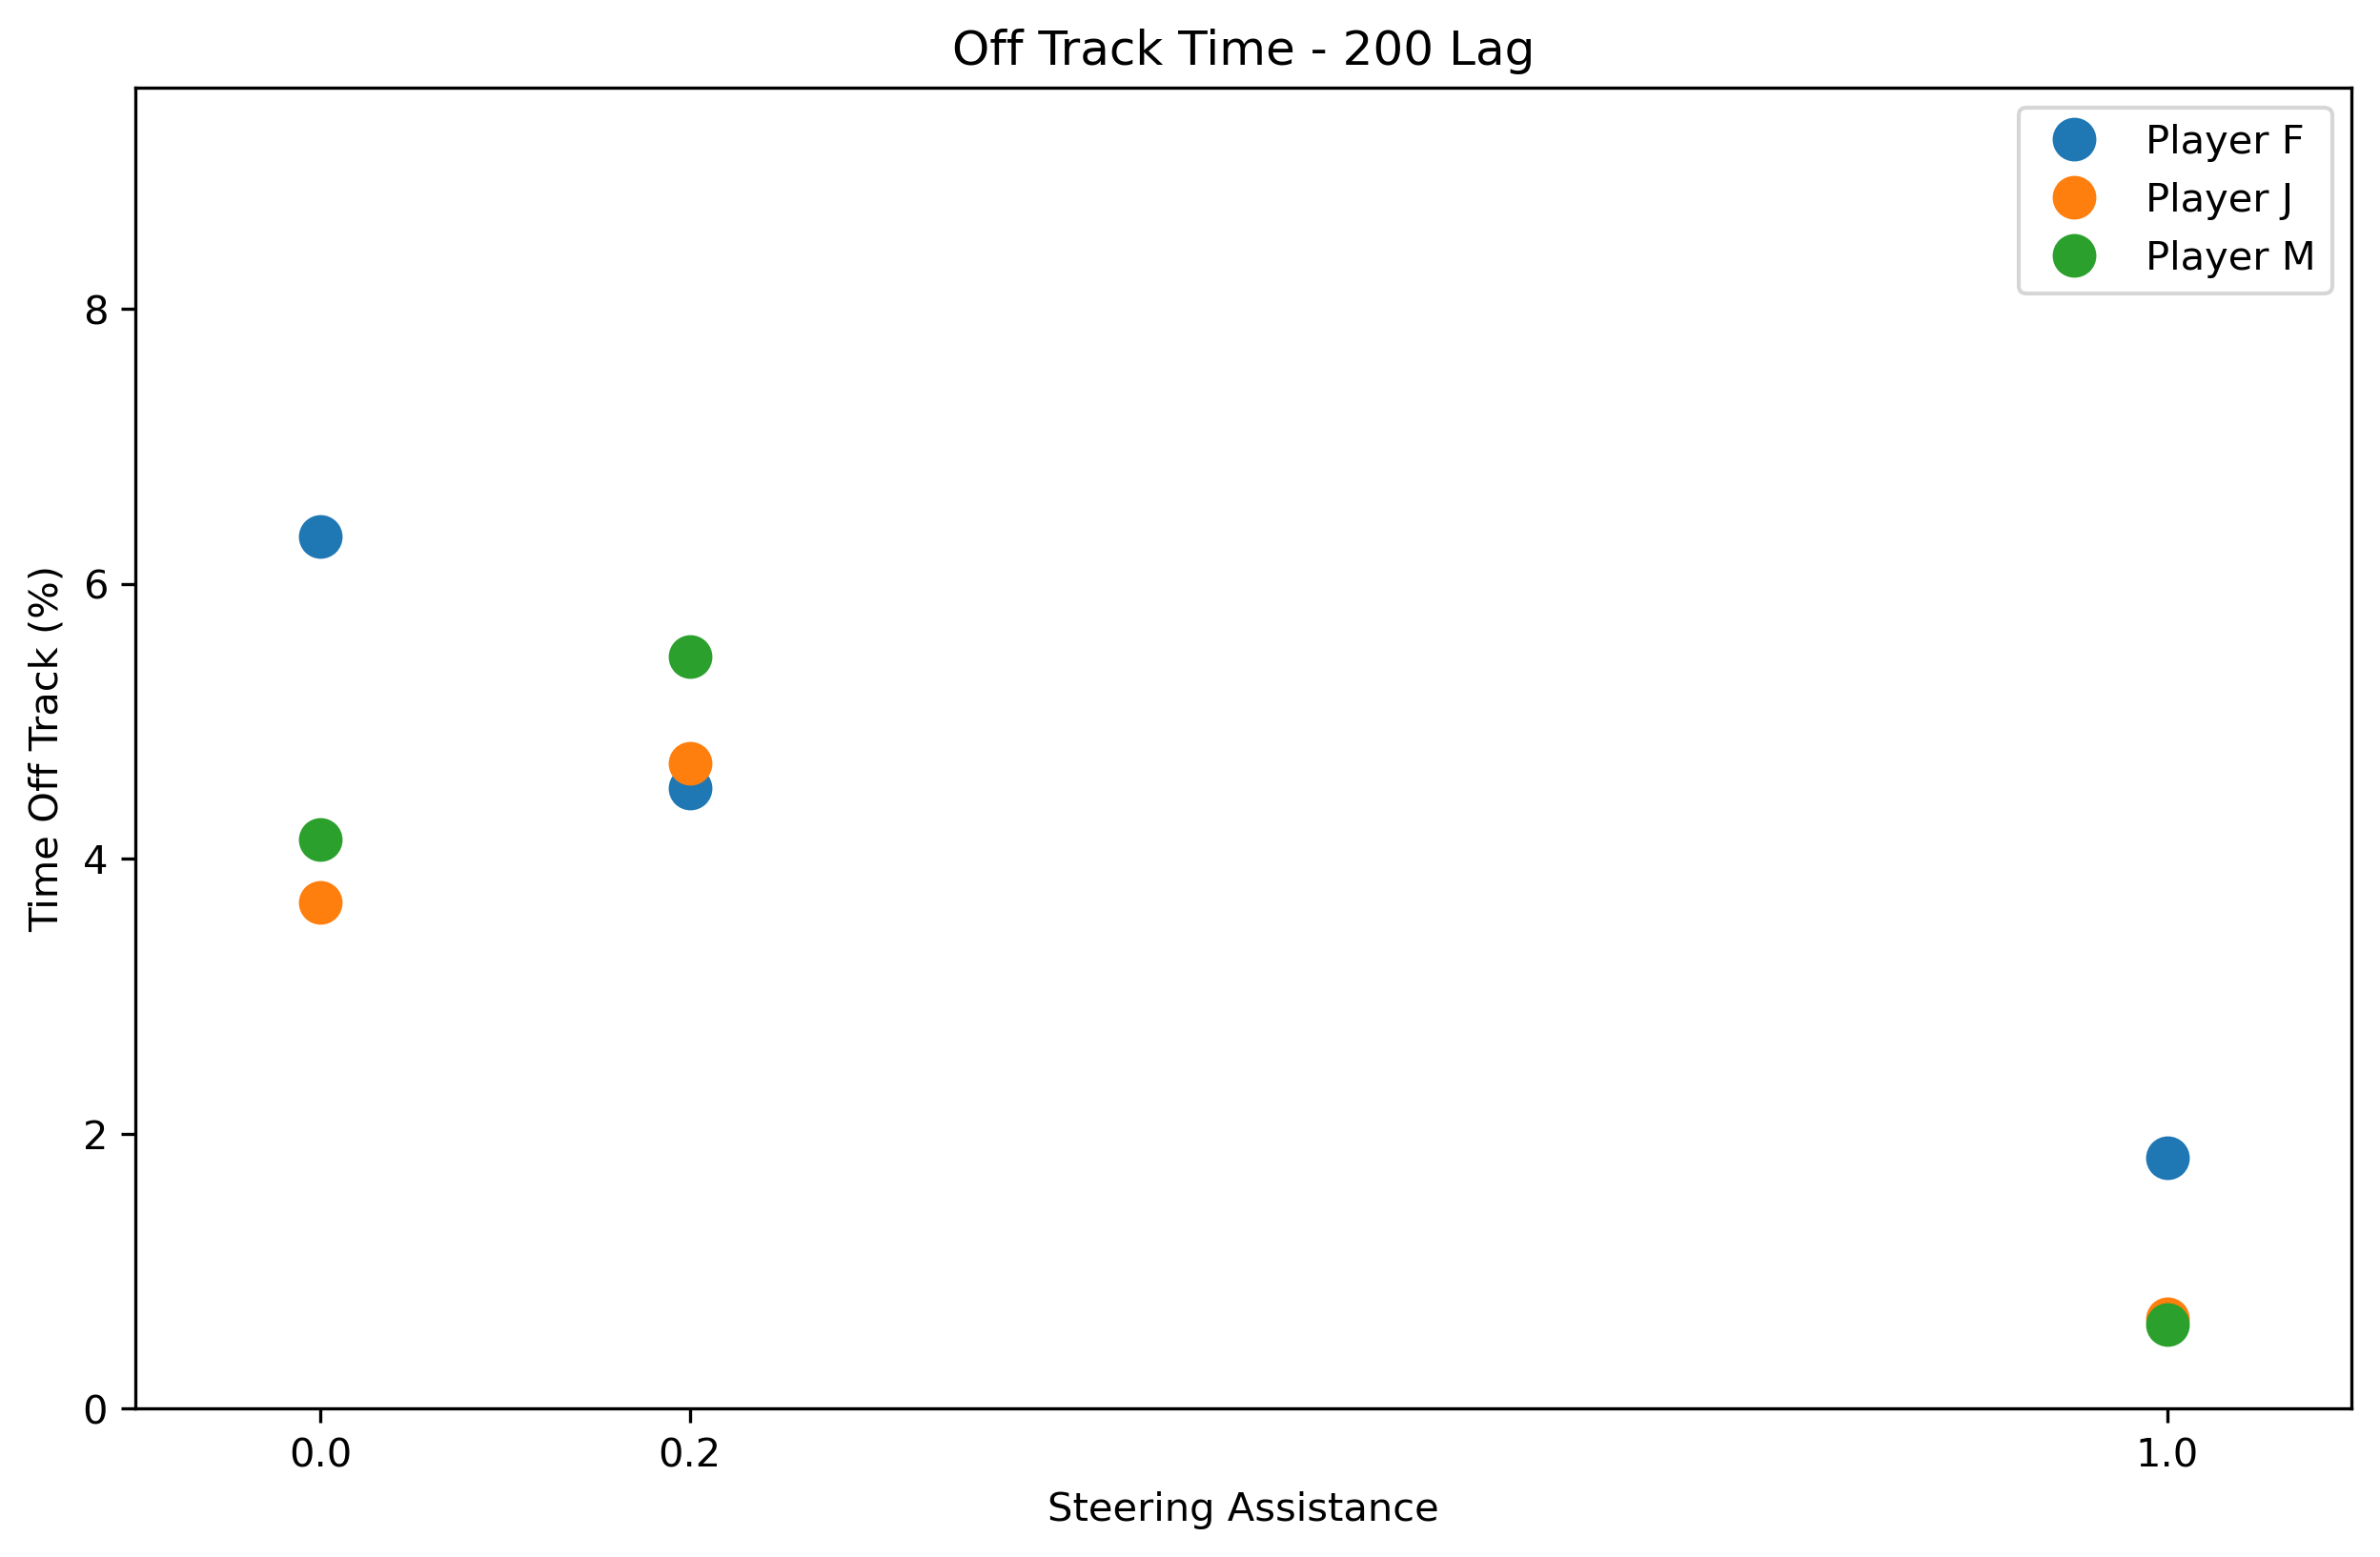 Off Track Time - 200 Lag
Player F
Player J
Player M
Time Off Track (%)
8
6
4
2
0
0.0
0.2
1.0
Steering Assistance